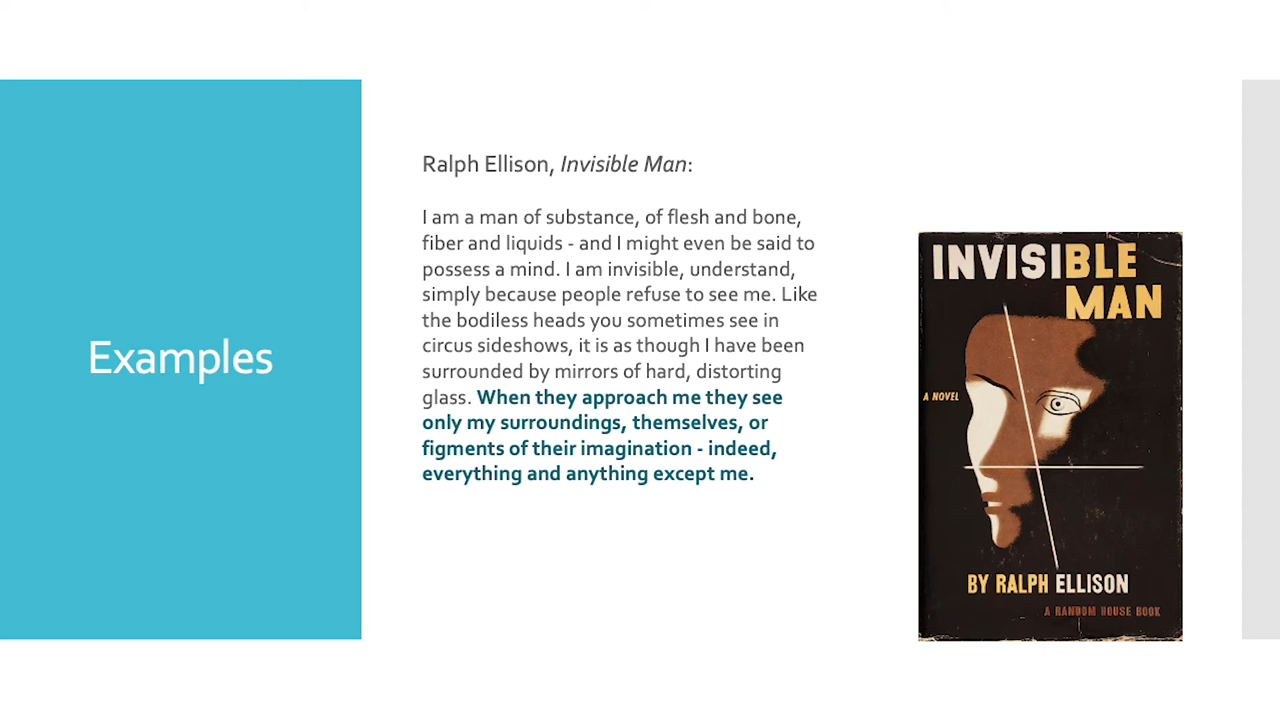 Examples
Ralph Ellison, Invisible Man:
I am a man of substance, of flesh and bone,
fiber and liquids - and I might even be said to
possess a mind. I am invisible, understand,
simply because people refuse to see me. Like
the bodiless heads you sometimes see in
circus sideshows, it is as though I have been
surrounded by mirrors of hard, distorting
glass. When they approach me they see
only my surroundings, themselves, or
figments of their imagination - indeed,
everything and anything except me.
INVISIBLE
MAN
A NOVEL
BY RALPH ELLISON
A RANDOM HOUSE BOOK